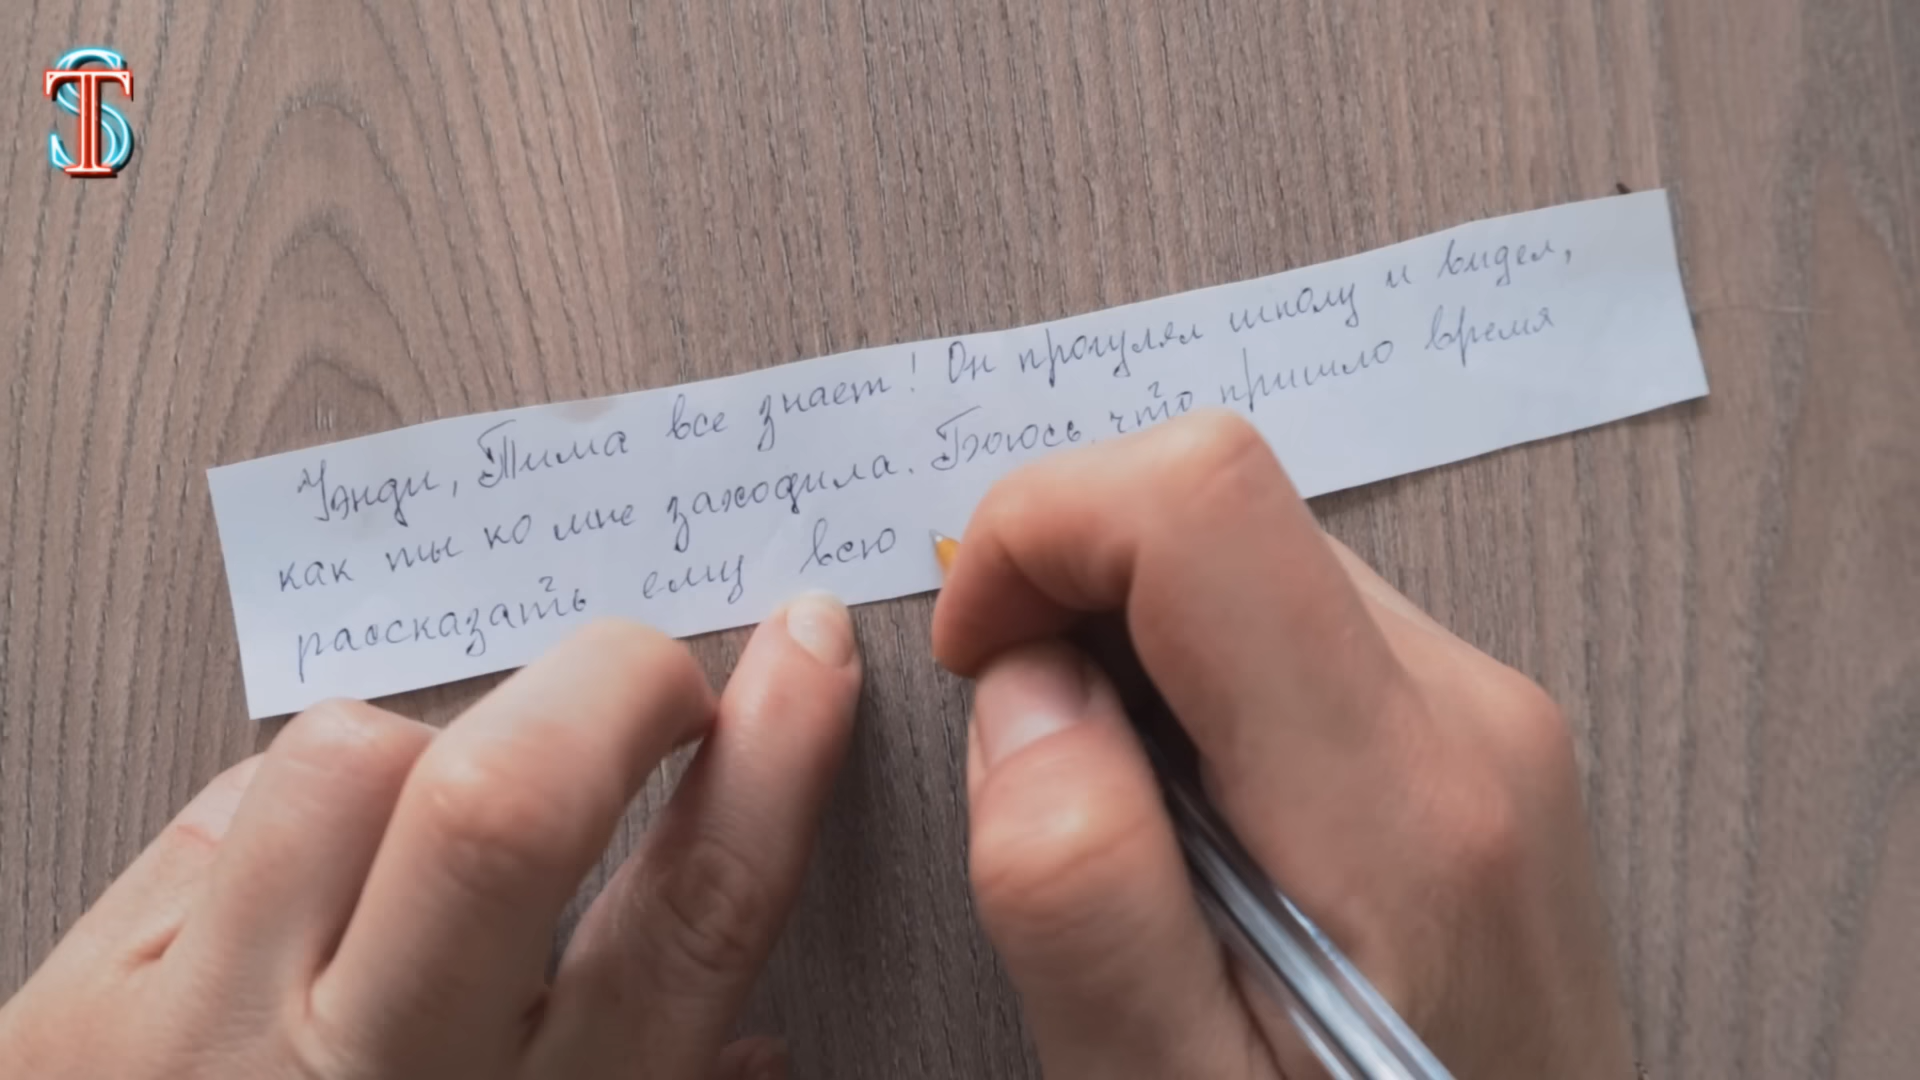 ST
Уэнди, Тима все знает! Он прогулял школу и видел,
как ты ко мне заходила. Боюсь, что пришло время
рассказать ему всю